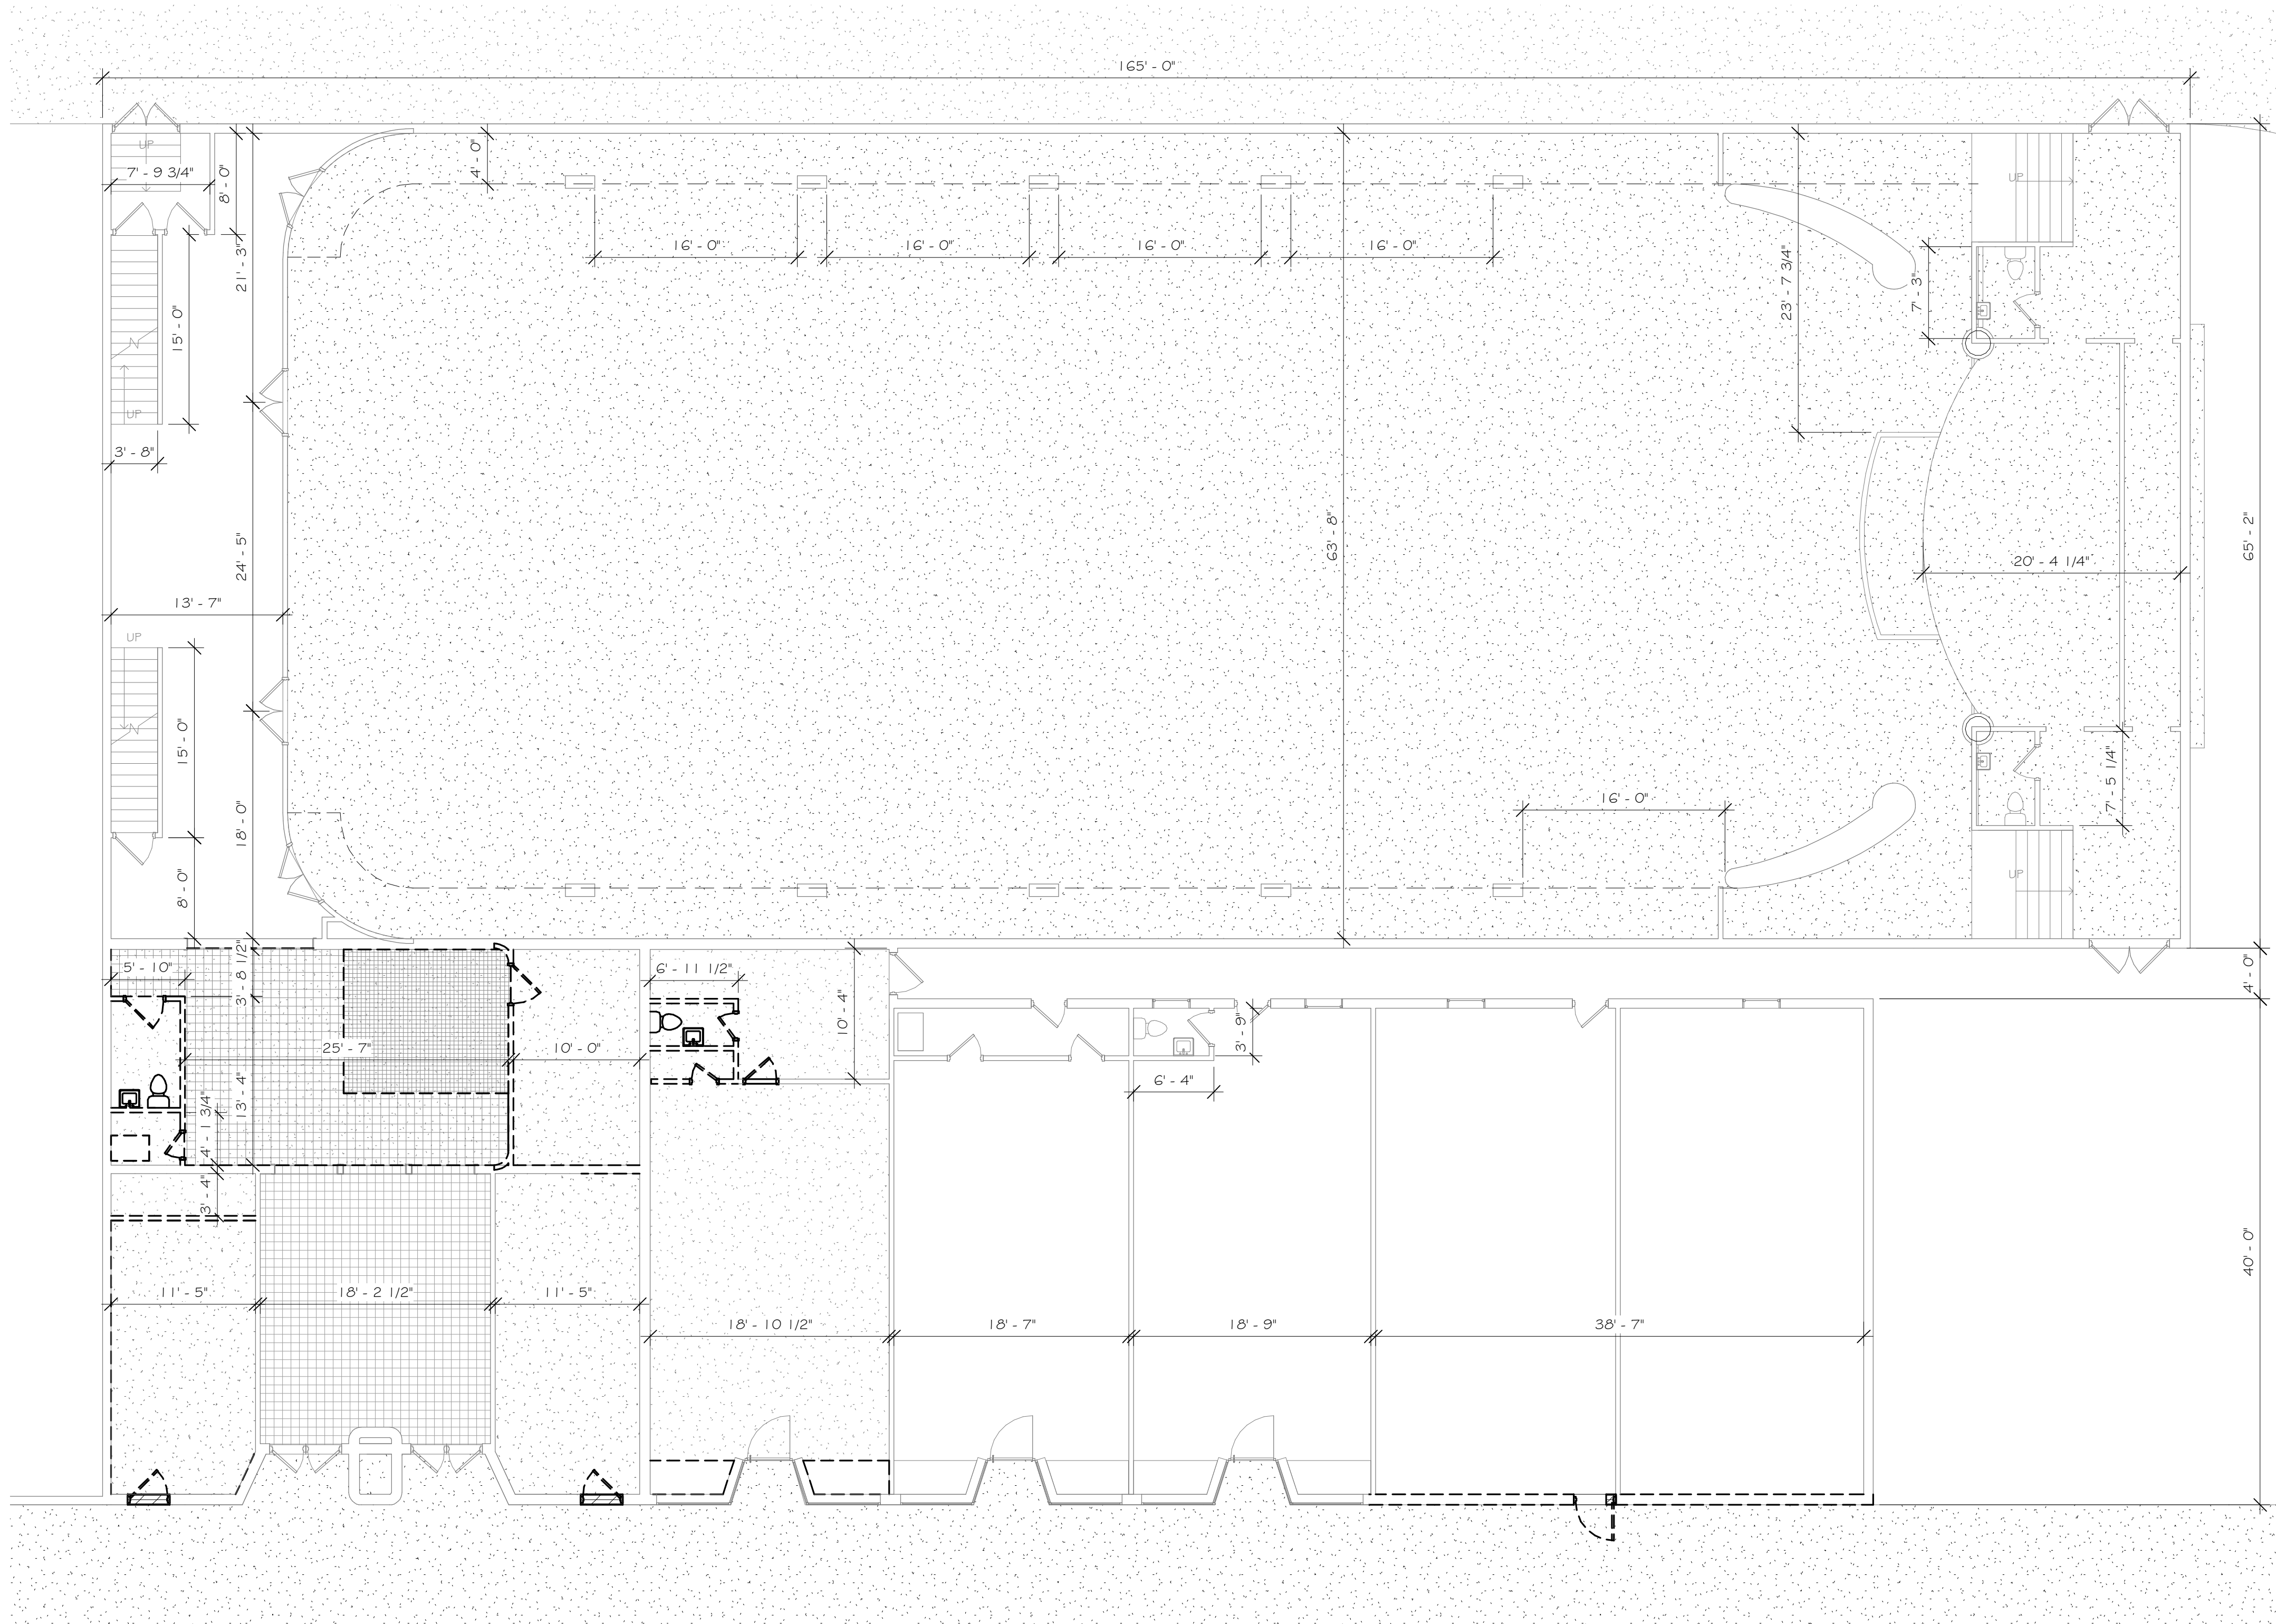 165' - 0"
UP
7' - 9 3/4"
8' - 0"
4' - 0"
UP
21' - 3"
16' - 0"
16' - 0"
16' - 0"
16' - 0"
23' - 7 3/4"
7' - 3"
15' - 0"
UP
3' - 8"
24' - 5"
63' - 8"
65' - 2"
20' - 4 1/4"
13' - 7"
UP
15' - 0"
18' - 0"
16' - 0"
7' - 5 1/4"
8' - 0"
UP
5' - 10"
3' - 8 1/2"
6' - 11 1/2"
4' - 0"
10' - 4"
3' - 9"
25' - 7"
10' - 0"
6' - 4"
13' - 4"
4' - 1 3/4"
3' - 4"
40' - 0"
11' - 5"
18' - 2 1/2"
11' - 5"
18' - 10 1/2"
18' - 7"
18' - 9"
38' - 7"